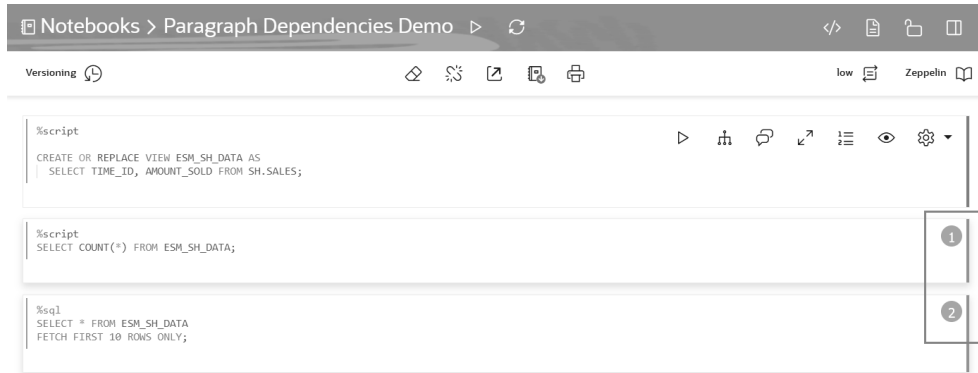 Notebooks > Paragraph Dependencies Demo
Versioning
low
Zeppelin
%script
CREATE OR REPLACE VIEW ESM_SH_DATA AS
SELECT TIME_ID, AMOUNT_SOLD FROM SH.SALES;
%script
SELECT COUNT(*) FROM ESM_SH_DATA;
1
%sql
SELECT * FROM ESM_SH_DATA
FETCH FIRST 10 ROWS ONLY;
2